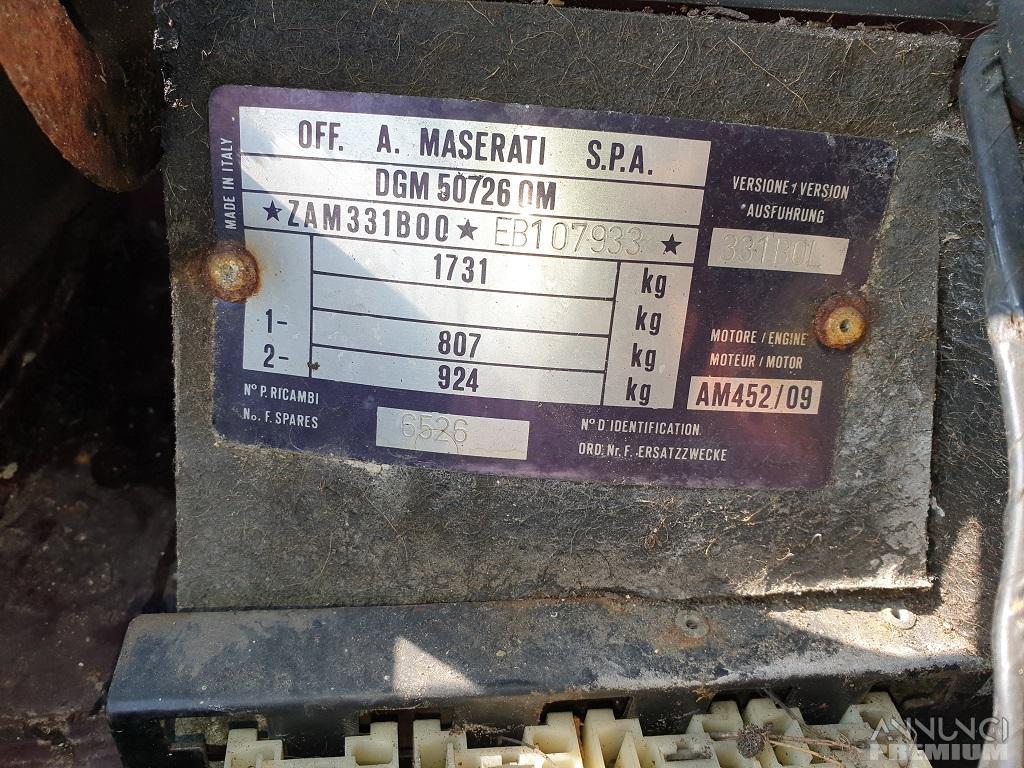 MADE IN ITALY
OFF. A. MASERATI S.P.A.
DGM 50726 OM
★ZAM331B00★ EB107933 ★
1731 kg
kg
1- 807 kg
2- 924 kg
VERSIONE / VERSION
AUSFUHRUNG
331B0L
MOTORE / ENGINE
MOTEUR / MOTOR
AM452/09
N° P. RICAMBI
No. F. SPARES
6526
N° D'IDENTIFICATION
ORD. Nr. F. ERSATZZWECKE
ANNUNCI
PREMIUM